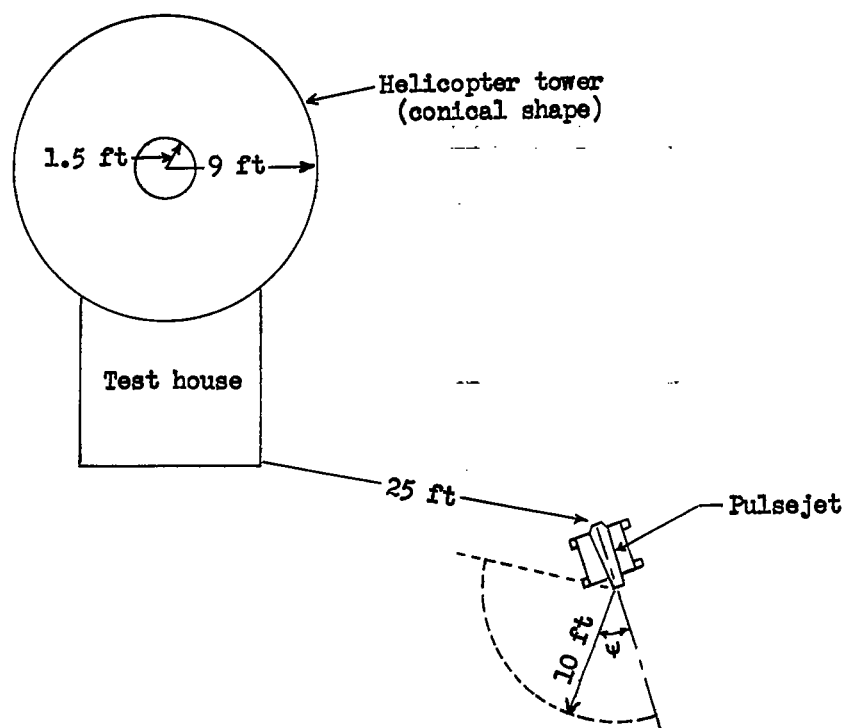 Helicopter tower
(conical shape)
1.5 ft
9 ft
Test house
25 ft
Pulsejet
10 ft
ψ